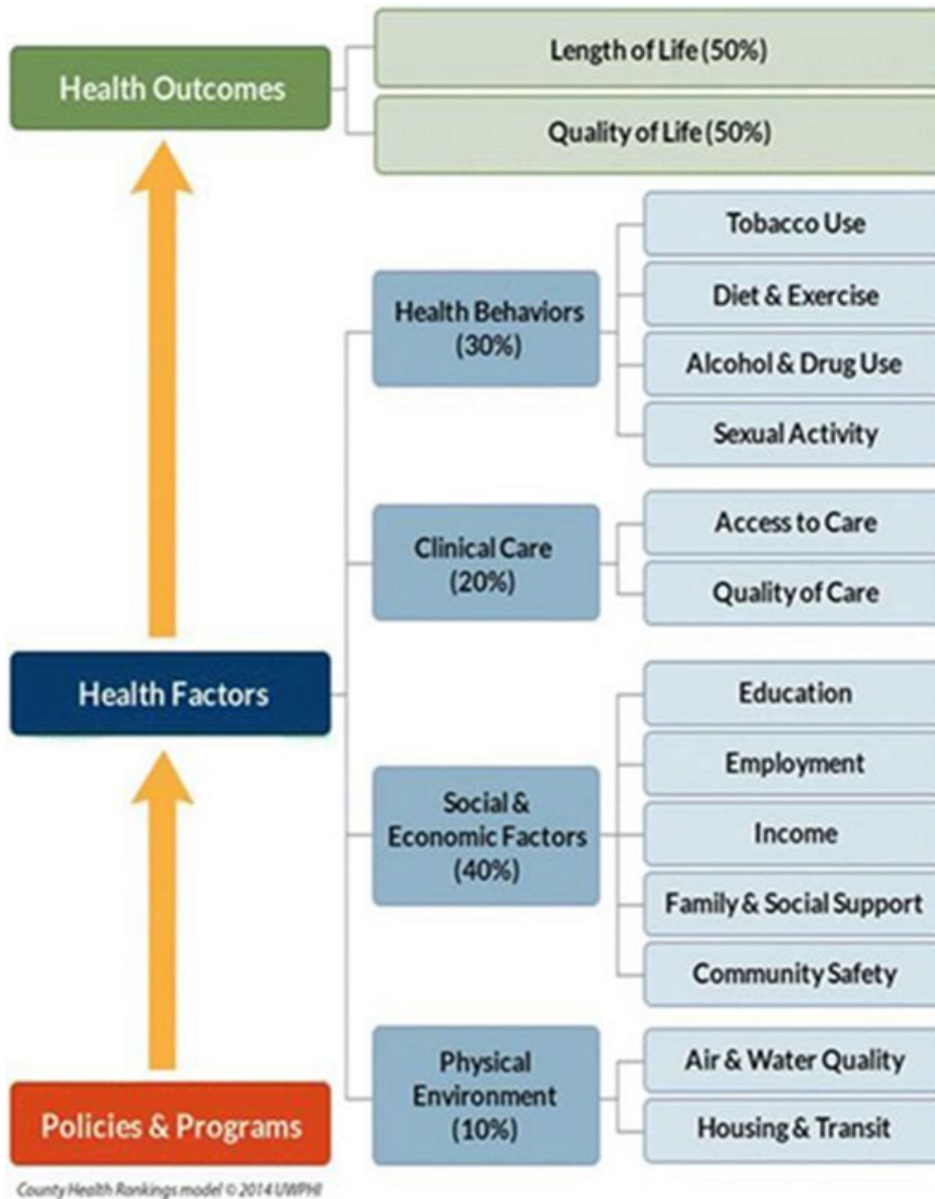 Health Outcomes
Length of Life (50%)
Quality of Life (50%)
Health Behaviors
(30%)
Tobacco Use
Diet & Exercise
Alcohol & Drug Use
Sexual Activity
Clinical Care
(20%)
Access to Care
Quality of Care
Health Factors
Social &
Economic Factors
(40%)
Education
Employment
Income
Family & Social Support
Community Safety
Physical
Environment
(10%)
Air & Water Quality
Housing & Transit
Policies & Programs
County Health Rankings model © 2014 UWPHI